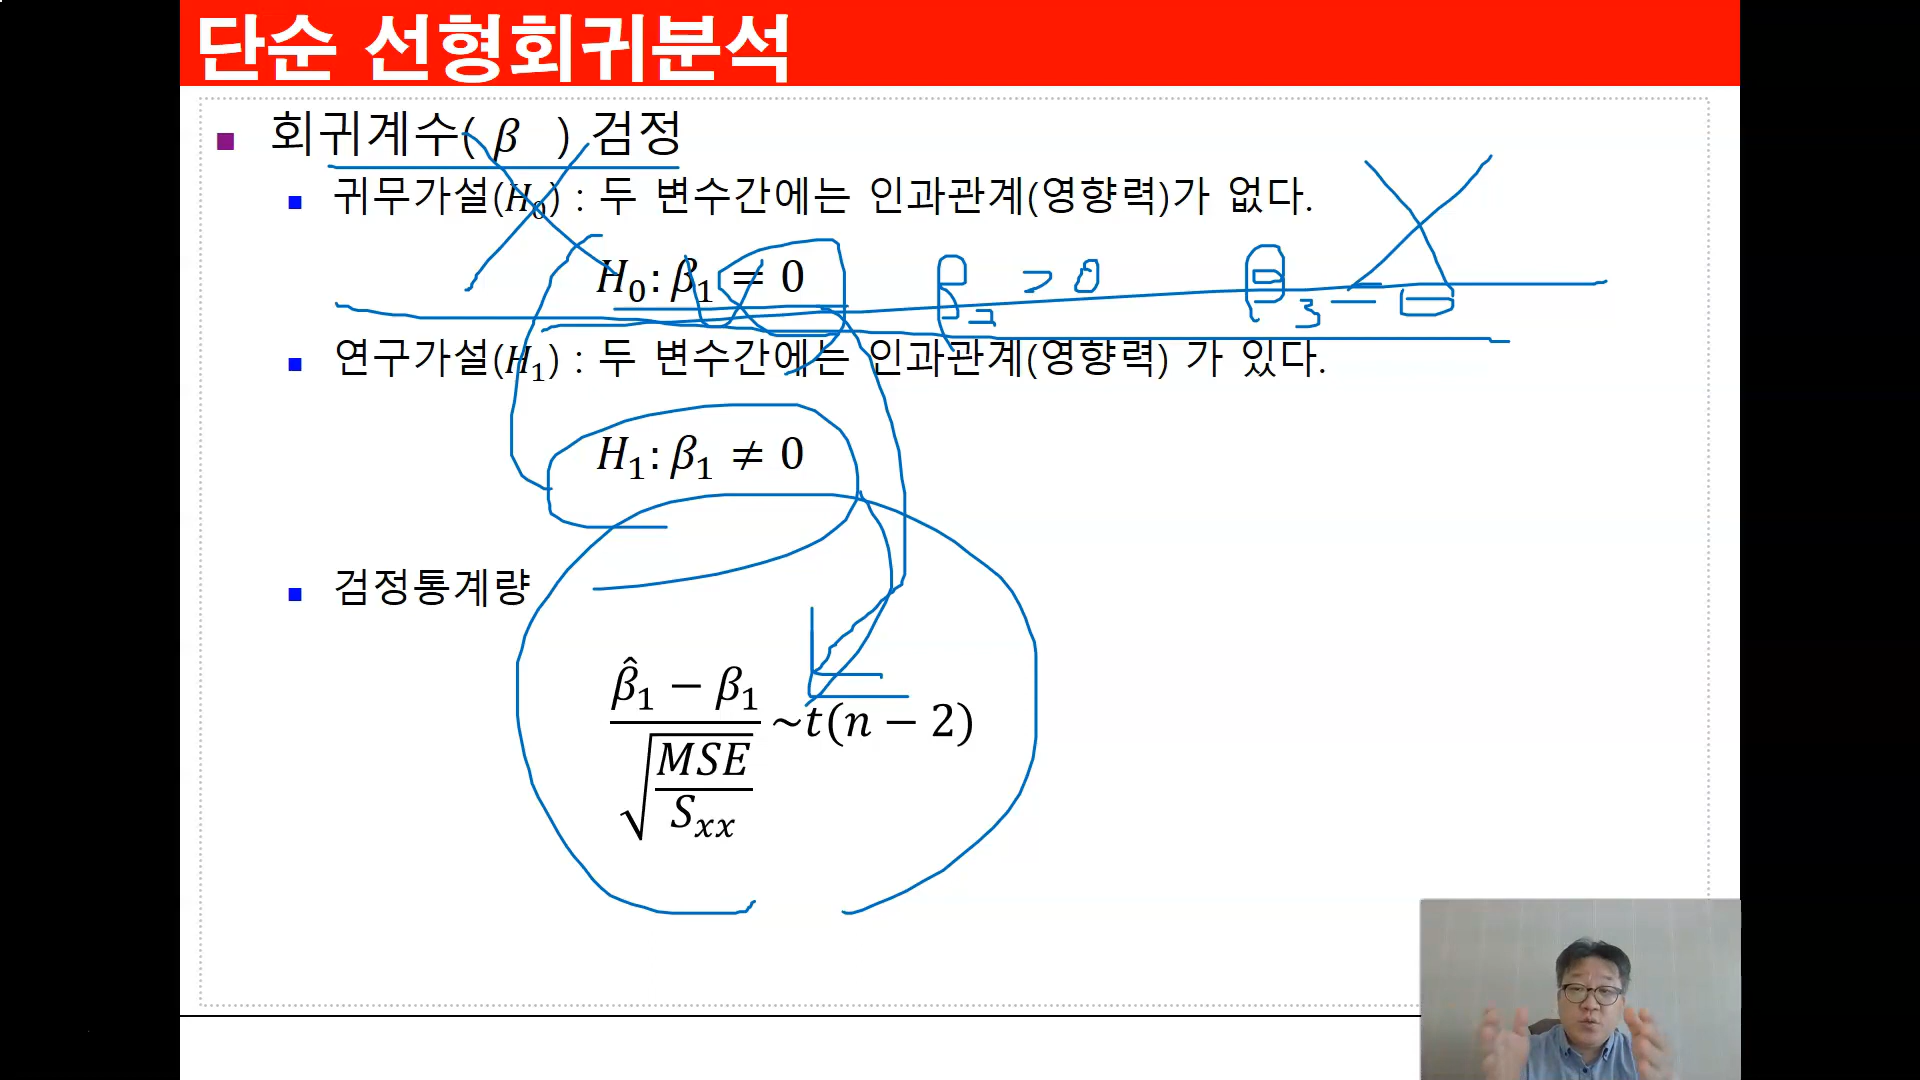 단순 선형회귀분석
회귀계수( β ) 검정
귀무가설(H₀) : 두 변수간에는 인과관계(영향력)가 없다.
H₀: β₁ = 0
연구가설(H₁) : 두 변수간에는 인과관계(영향력) 가 있다.
H₁: β₁ ≠ 0
검정통계량
β̂₁ − β₁
~t(n − 2)
√MSE
Sₓₓ